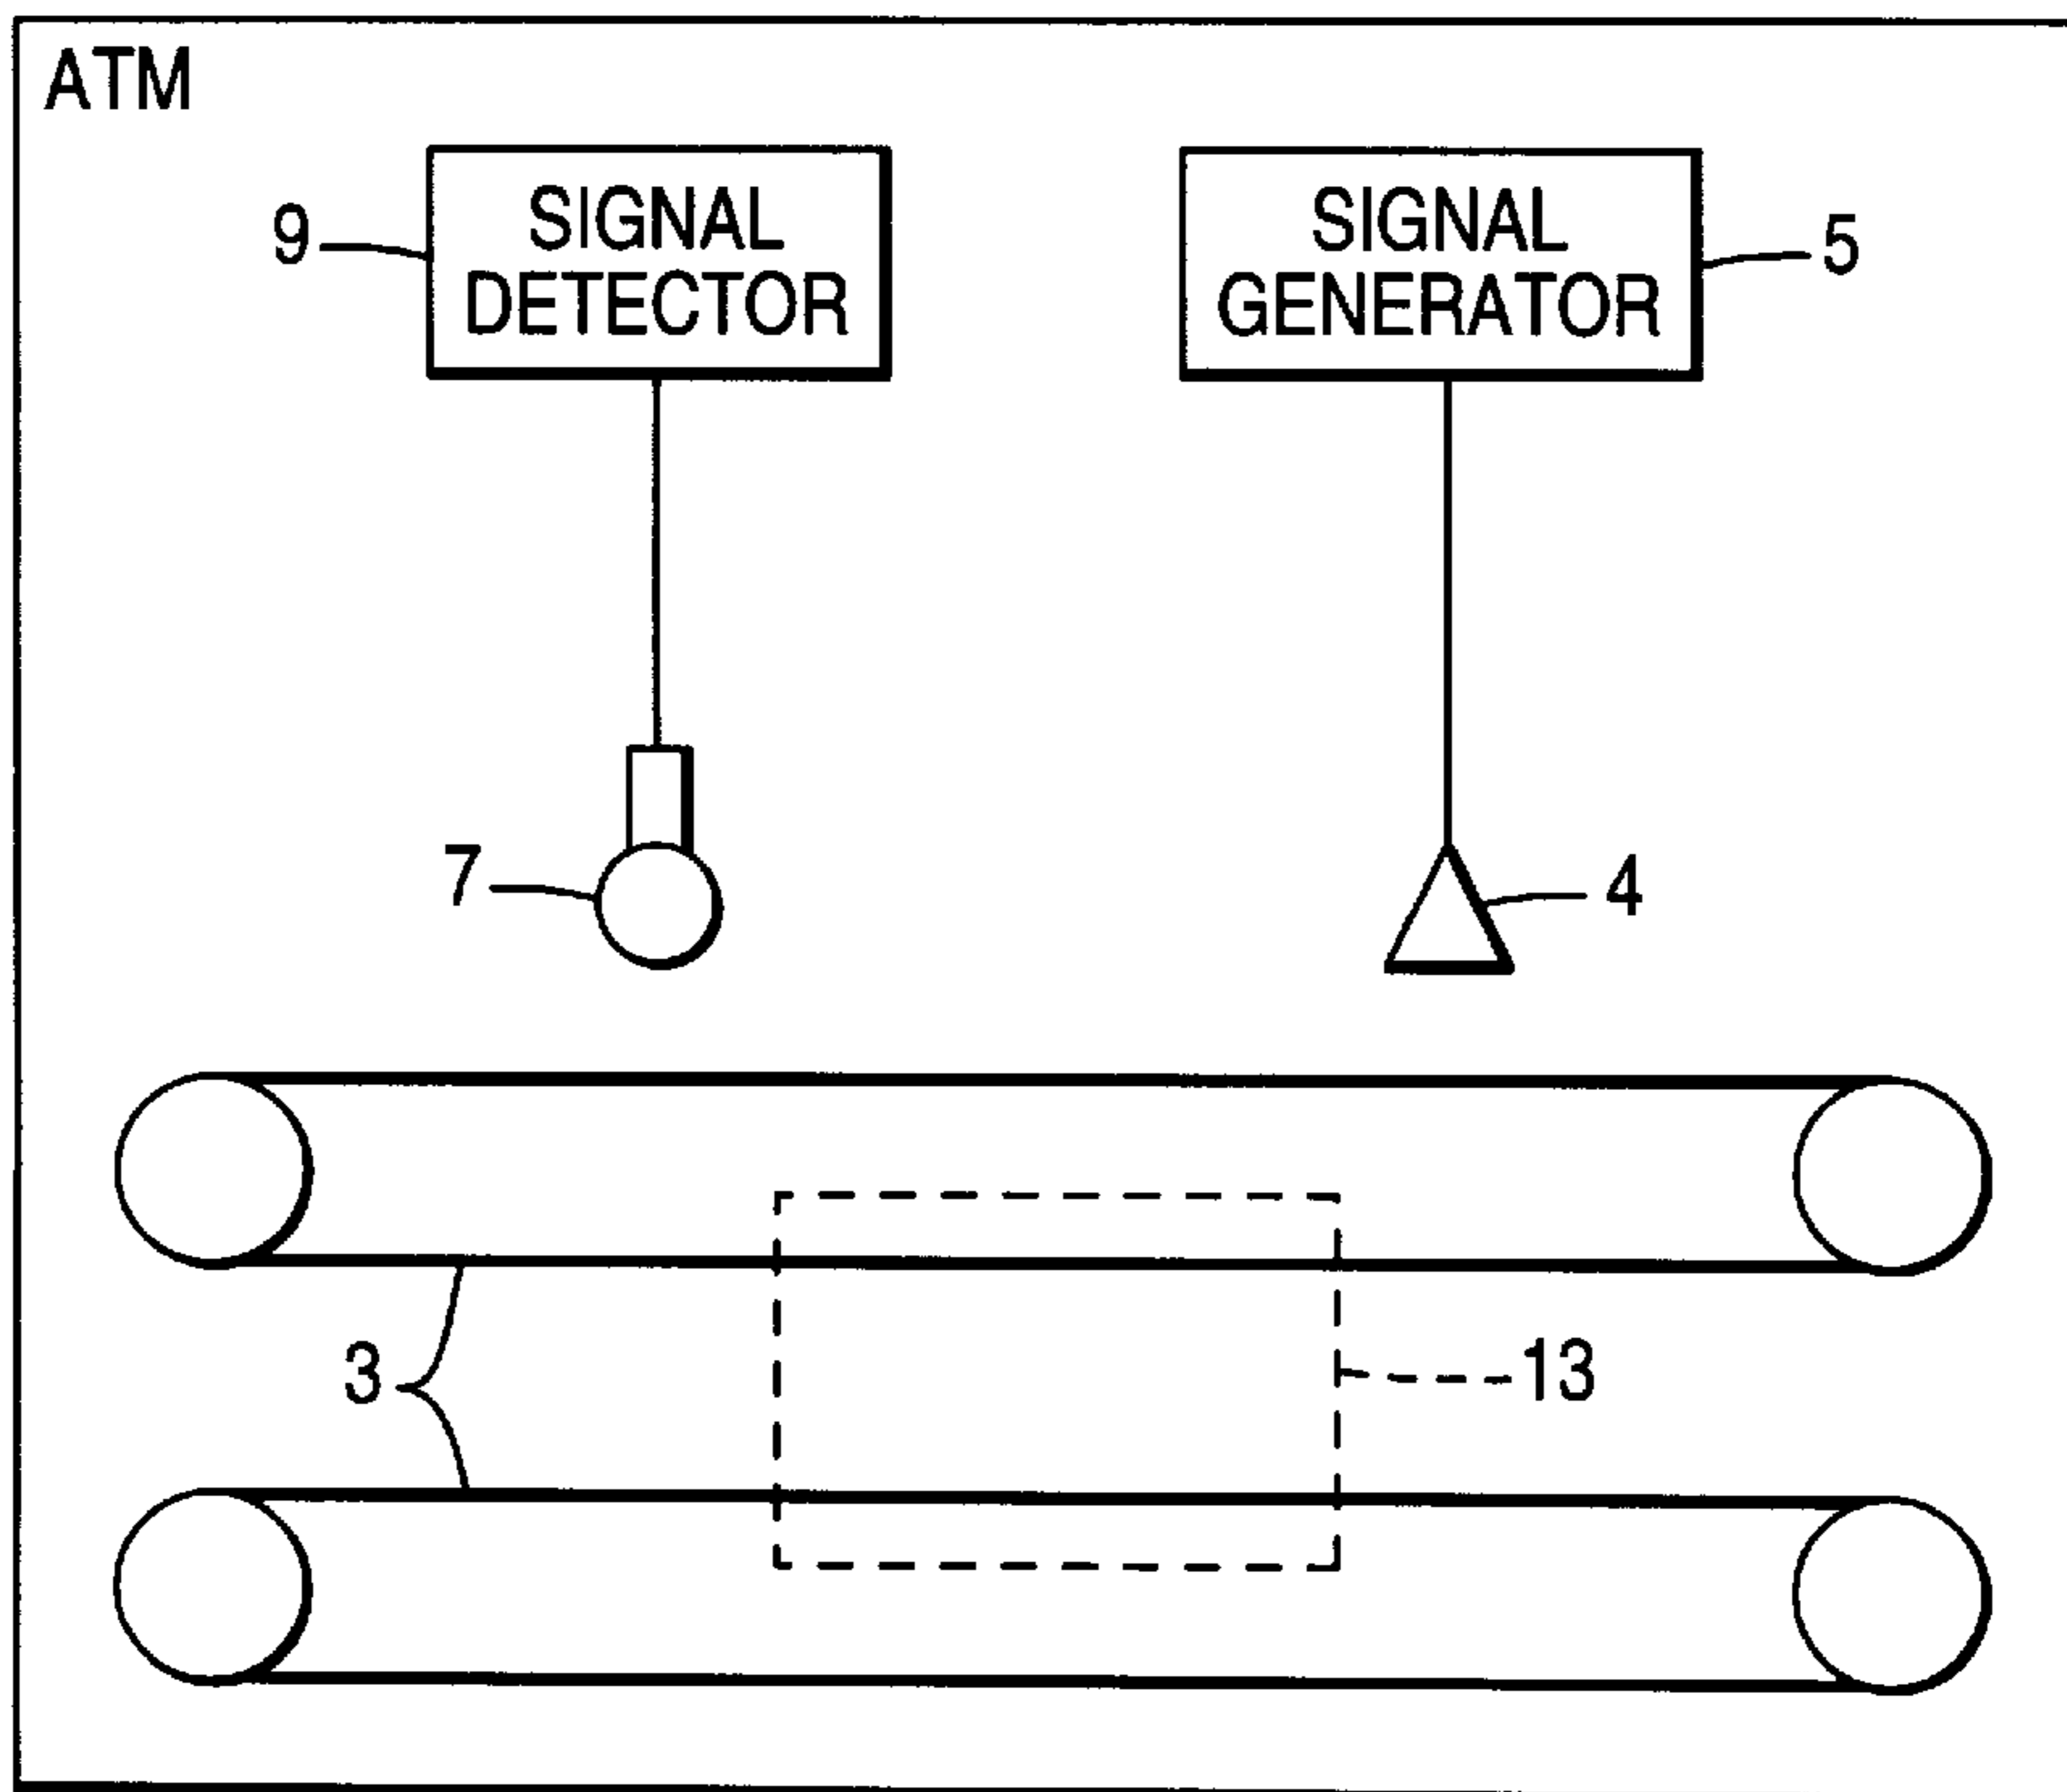 ATM
SIGNAL
DETECTOR
9
SIGNAL
GENERATOR
5
7
4
3
13